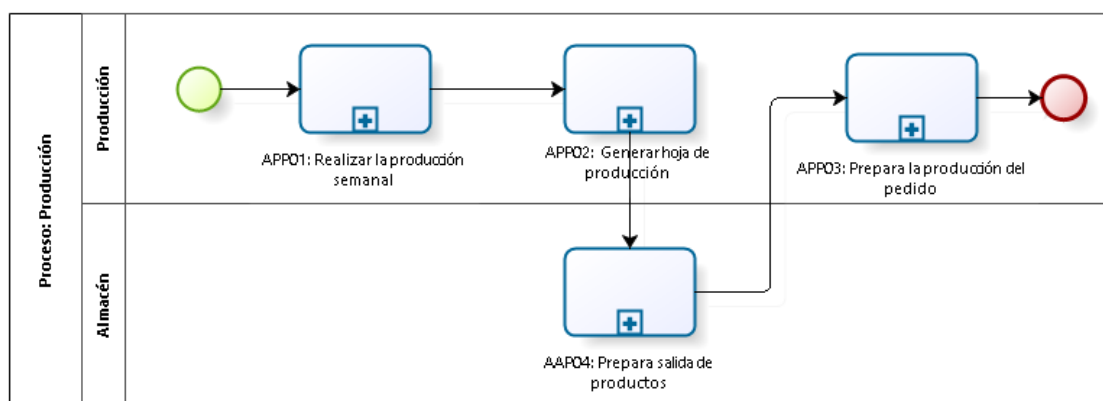 Proceso: Producción
Producción
APP01: Realizar la producción
semanal
APP02: Generar hoja de
producción
APP03: Prepara la producción del
pedido
Almacén
AAP04: Prepara salida de
productos